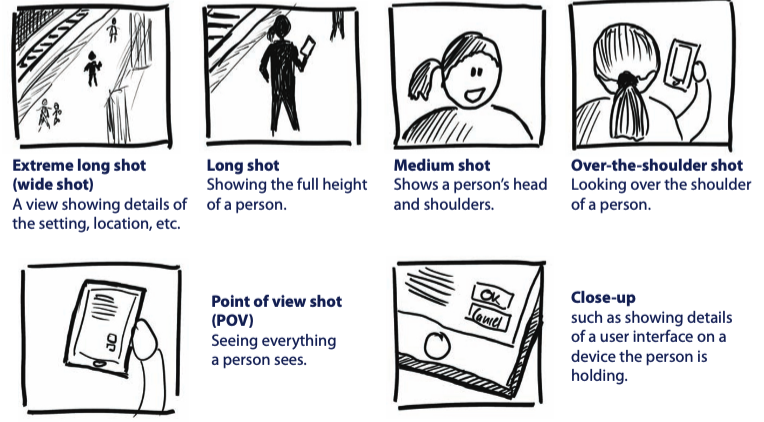 Extreme long shot
(wide shot)
A view showing details of
the setting, location, etc.
Long shot
Showing the full height
of a person.
Medium shot
Shows a person's head
and shoulders.
Over-the-shoulder shot
Looking over the shoulder
of a person.
Point of view shot
(POV)
Seeing everything
a person sees.
OK
Cancel
Close-up
such as showing details
of a user interface on a
device the person is
holding.